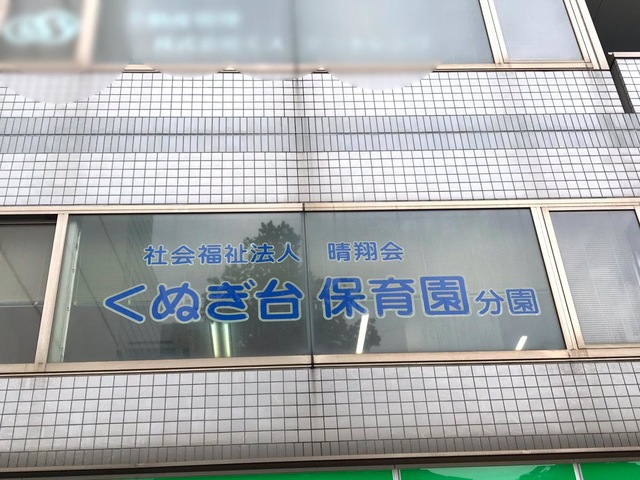 社会福祉法人 晴翔会
くぬぎ台保育園分園